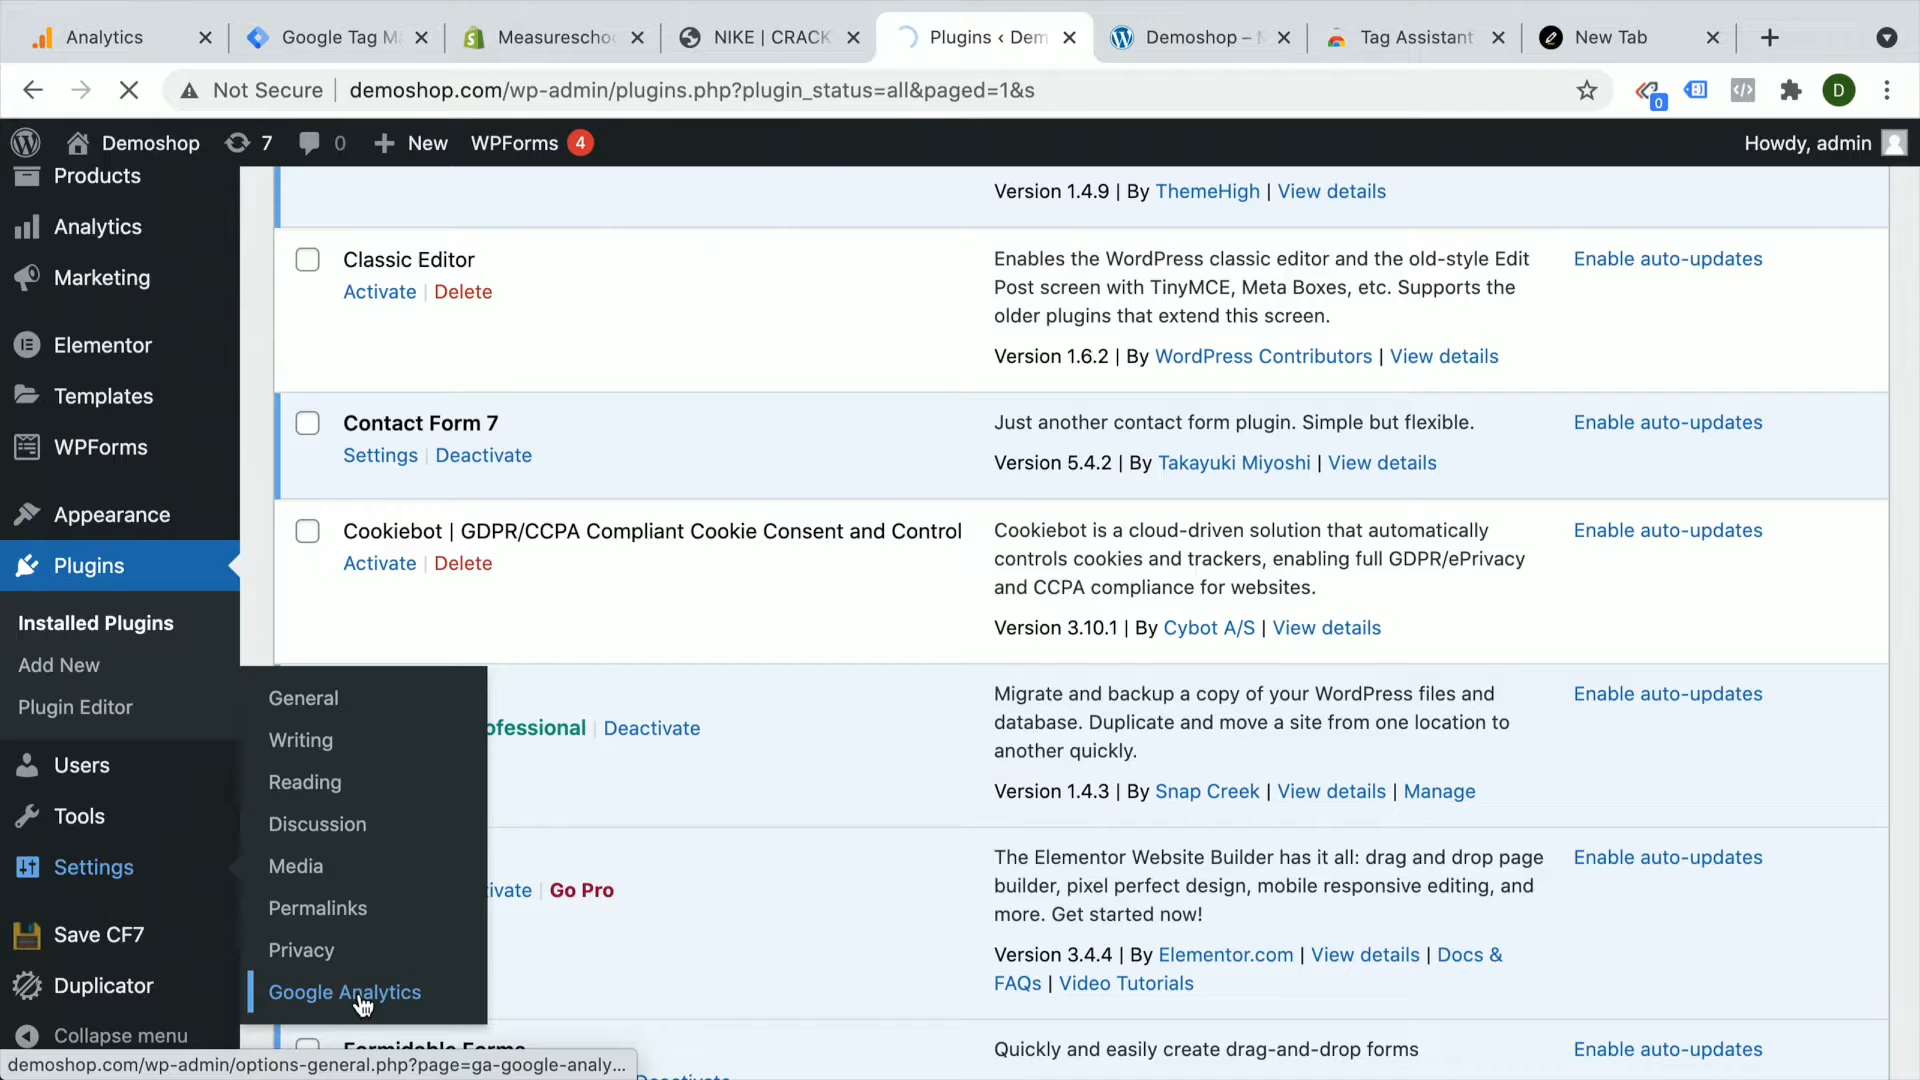 Analytics
Google Tag M
Measurescho
NIKE | CRACK
Plugins ‹ Dem
Demoshop –
Tag Assistant
New Tab
Not Secure
demoshop.com/wp-admin/plugins.php?plugin_status=all&paged=1&s
0
D
Demoshop
7
0
New
WPForms
4
Howdy, admin
Products
Analytics
Marketing
Elementor
Templates
WPForms
Appearance
Plugins
Installed Plugins
Add New
Plugin Editor
Users
Tools
Settings
Save CF7
Duplicator
Collapse menu
General
Writing
Reading
Discussion
Media
Permalinks
Privacy
Google Analytics
Version 1.4.9 | By ThemeHigh | View details
Classic Editor
Activate | Delete
Enables the WordPress classic editor and the old-style Edit
Post screen with TinyMCE, Meta Boxes, etc. Supports the
older plugins that extend this screen.
Version 1.6.2 | By WordPress Contributors | View details
Enable auto-updates
Contact Form 7
Settings | Deactivate
Just another contact form plugin. Simple but flexible.
Version 5.4.2 | By Takayuki Miyoshi | View details
Enable auto-updates
Cookiebot | GDPR/CCPA Compliant Cookie Consent and Control
Activate | Delete
Cookiebot is a cloud-driven solution that automatically
controls cookies and trackers, enabling full GDPR/ePrivacy
and CCPA compliance for websites.
Version 3.10.1 | By Cybot A/S | View details
Enable auto-updates
ofessional | Deactivate
Migrate and backup a copy of your WordPress files and
database. Duplicate and move a site from one location to
another quickly.
Version 1.4.3 | By Snap Creek | View details | Manage
Enable auto-updates
ivate | Go Pro
The Elementor Website Builder has it all: drag and drop page
builder, pixel perfect design, mobile responsive editing, and
more. Get started now!
Version 3.4.4 | By Elementor.com | View details | Docs &
FAQs | Video Tutorials
Enable auto-updates
Formidable Forms
Deactivate
Quickly and easily create drag-and-drop forms
Enable auto-updates
demoshop.com/wp-admin/options-general.php?page=ga-google-analy...